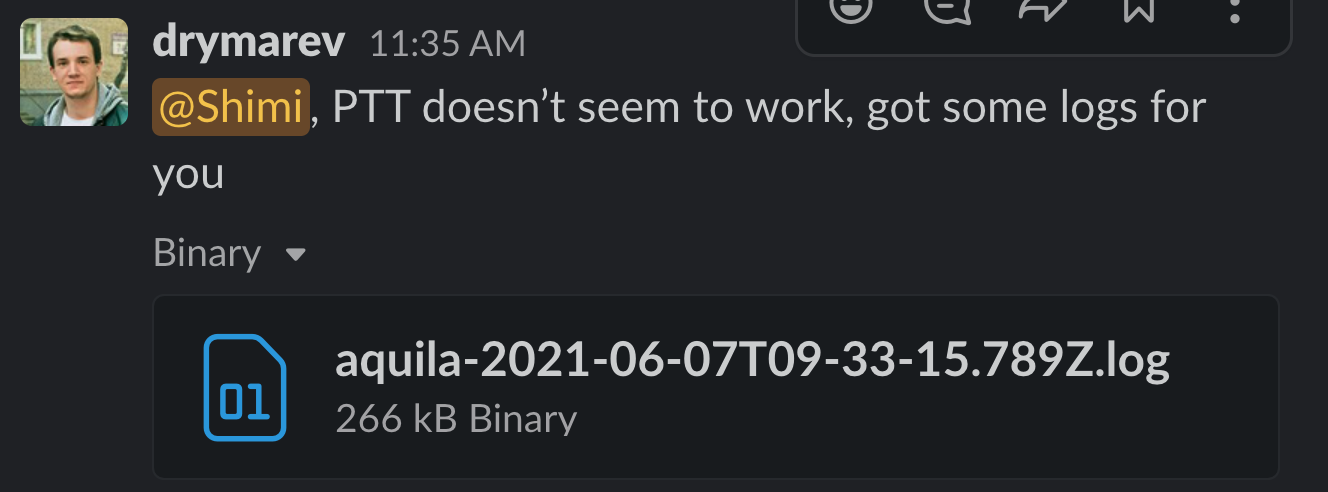 drymarev 11:35 AM
@Shimi, PTT doesn’t seem to work, got some logs for
you
Binary
01
aquila-2021-06-07T09-33-15.789Z.log
266 kB Binary